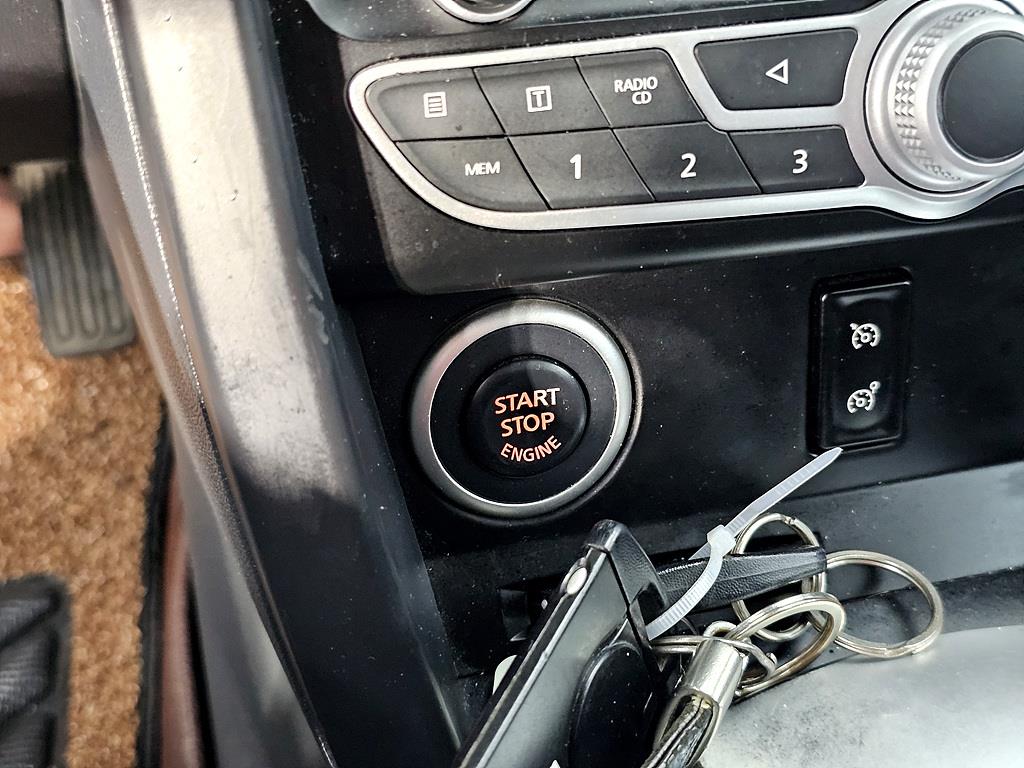 T
RADIO
CD
MEM
1
2
3
START
STOP
ENGINE